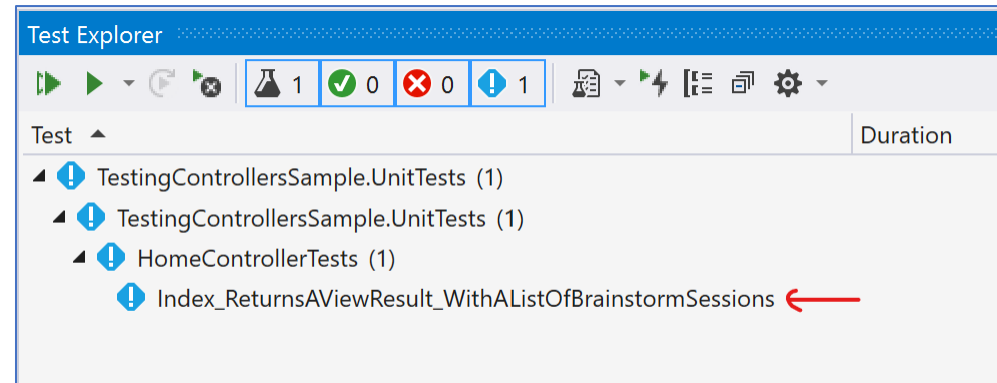 Test Explorer
1 0 0 1
Test Duration
TestingControllersSample.UnitTests (1)
TestingControllersSample.UnitTests (1)
HomeControllerTests (1)
Index_ReturnsAViewResult_WithAListOfBrainstormSessions